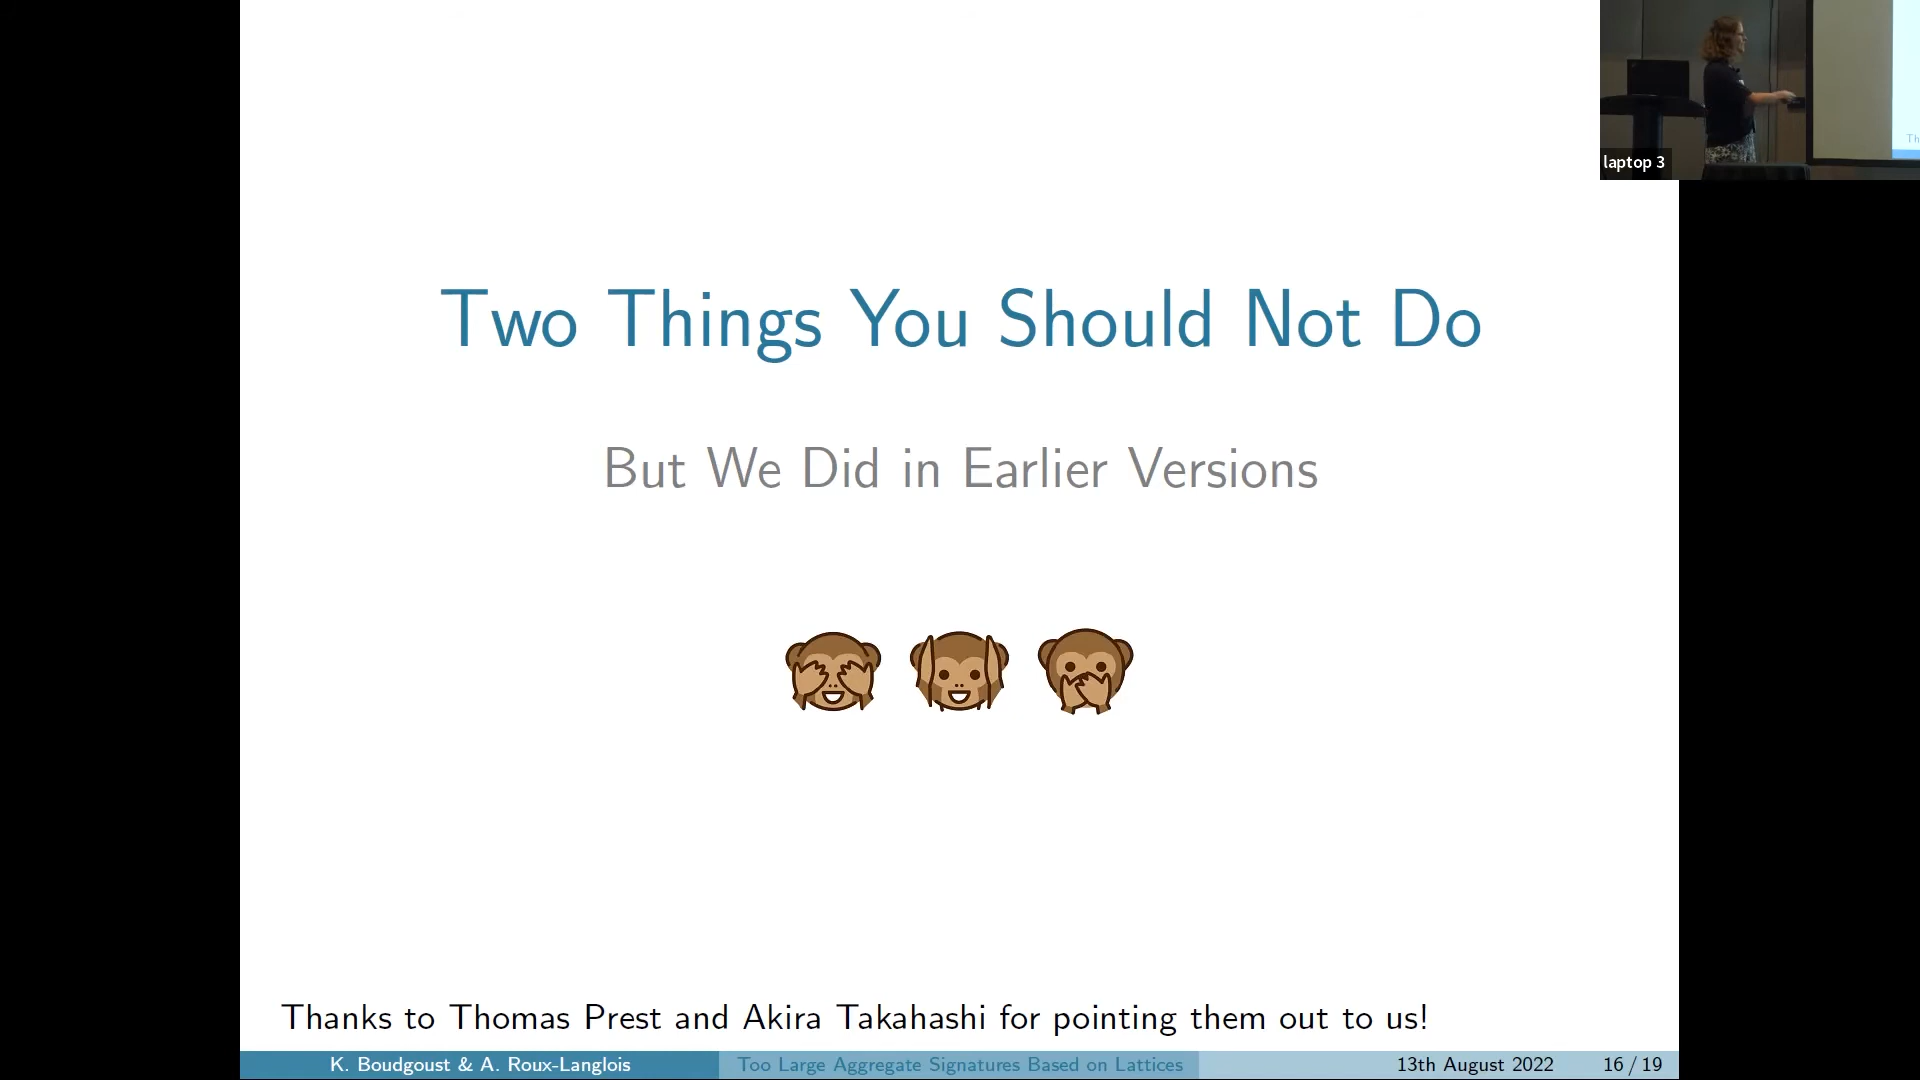 laptop 3
Th
Two Things You Should Not Do
But We Did in Earlier Versions
Thanks to Thomas Prest and Akira Takahashi for pointing them out to us!
K. Boudgoust & A. Roux-Langlois
Too Large Aggregate Signatures Based on Lattices
13th August 2022
16 / 19